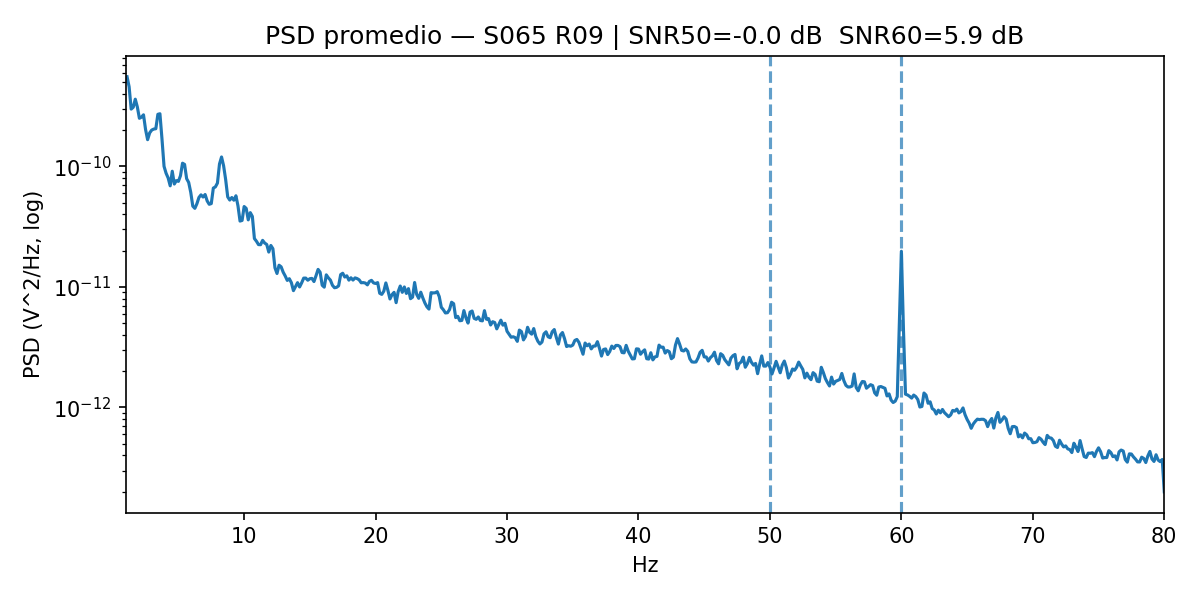 PSD promedio — S065 R09 | SNR50=-0.0 dB  SNR60=5.9 dB
PSD (V^2/Hz, log)
10⁻¹⁰
10⁻¹¹
10⁻¹²
10 20 30 40 50 60 70 80
Hz